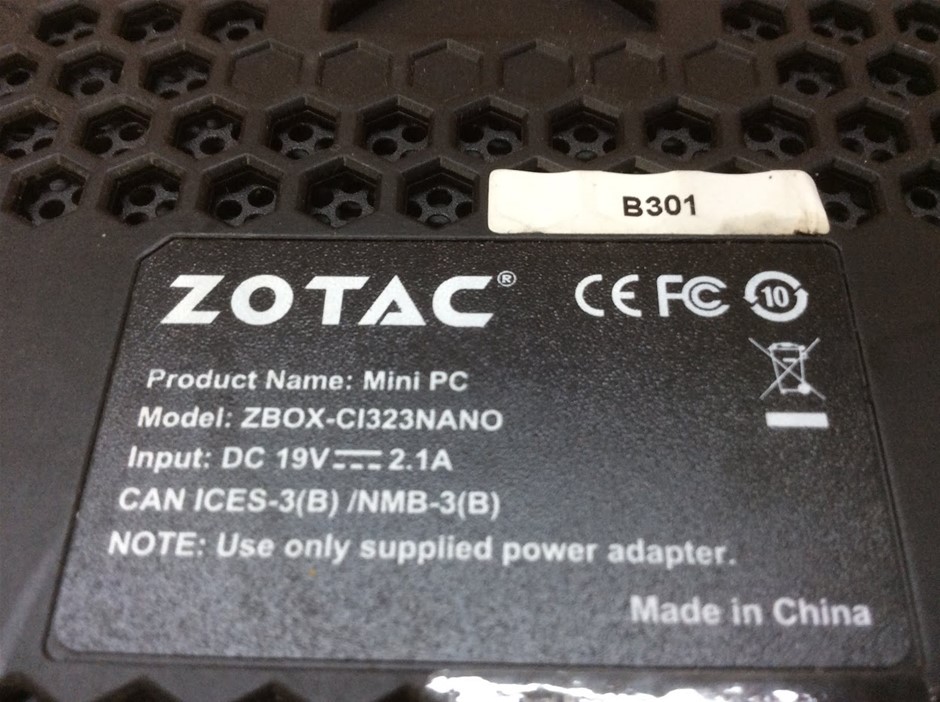 B301
ZOTAC®
CE FC 10
Product Name: Mini PC
Model: ZBOX-CI323NANO
Input: DC 19V⎓2.1A
CAN ICES-3(B) /NMB-3(B)
NOTE: Use only supplied power adapter.
Made in China